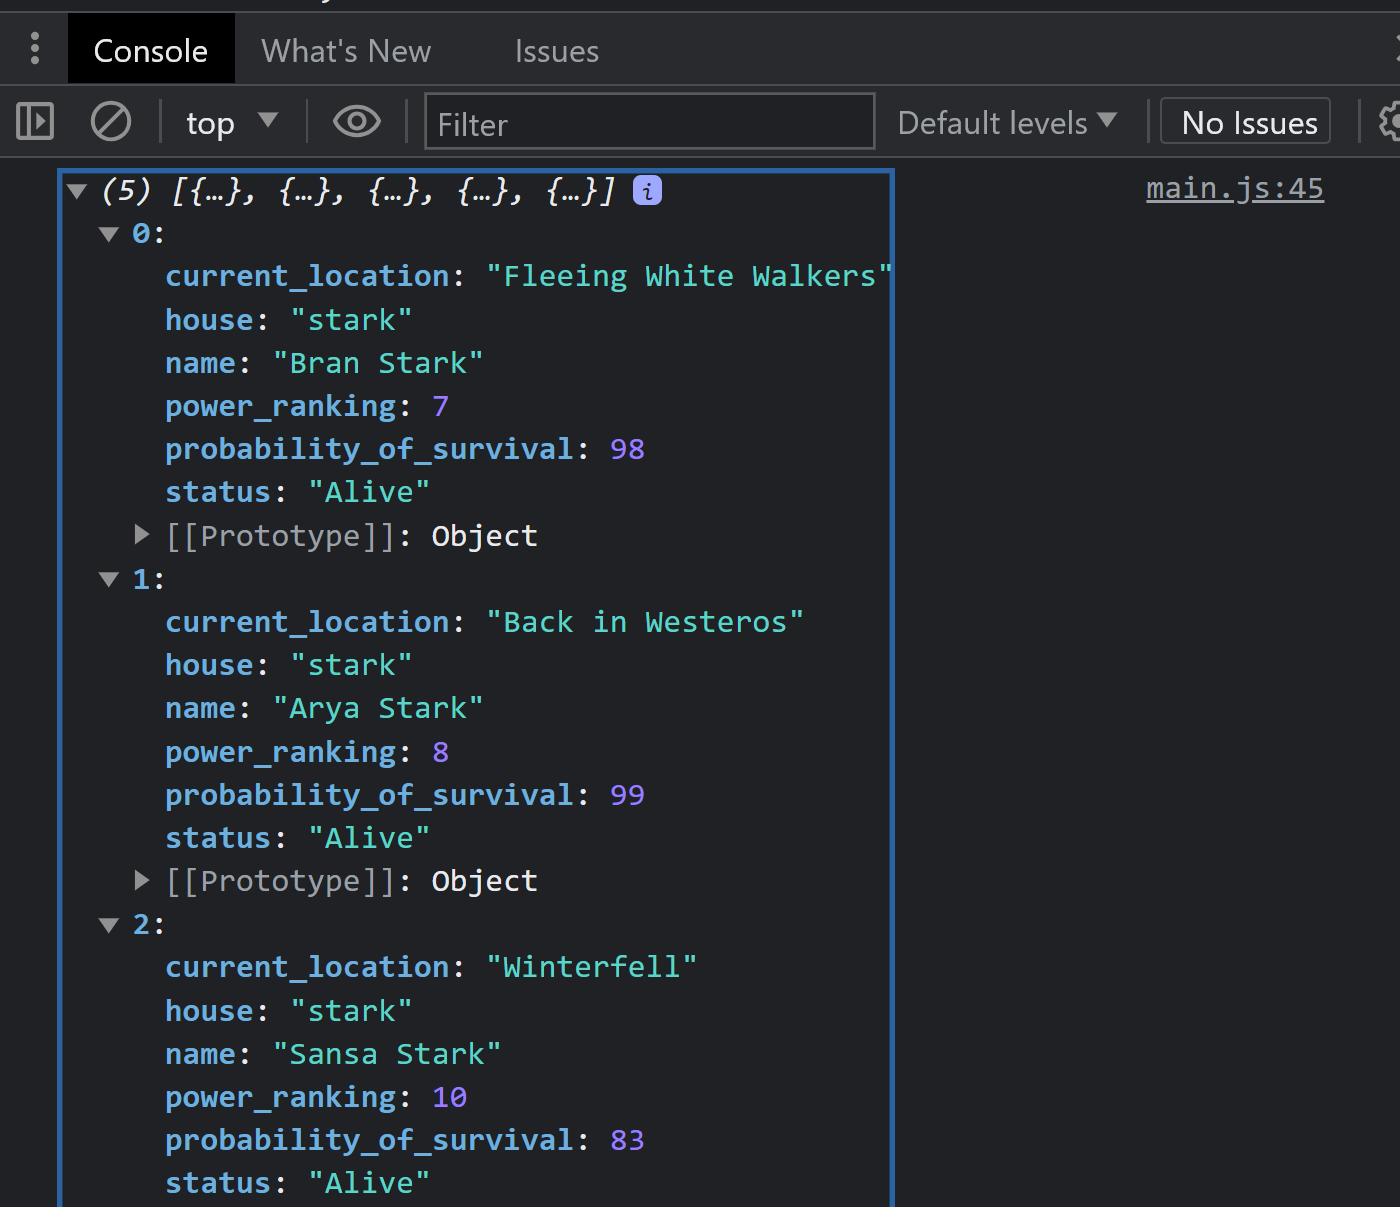 Console What's New Issues
top Filter Default levels No Issues
(5) [{…}, {…}, {…}, {…}, {…}] i main.js:45
0:
current_location: "Fleeing White Walkers"
house: "stark"
name: "Bran Stark"
power_ranking: 7
probability_of_survival: 98
status: "Alive"
[[Prototype]]: Object
1:
current_location: "Back in Westeros"
house: "stark"
name: "Arya Stark"
power_ranking: 8
probability_of_survival: 99
status: "Alive"
[[Prototype]]: Object
2:
current_location: "Winterfell"
house: "stark"
name: "Sansa Stark"
power_ranking: 10
probability_of_survival: 83
status: "Alive"